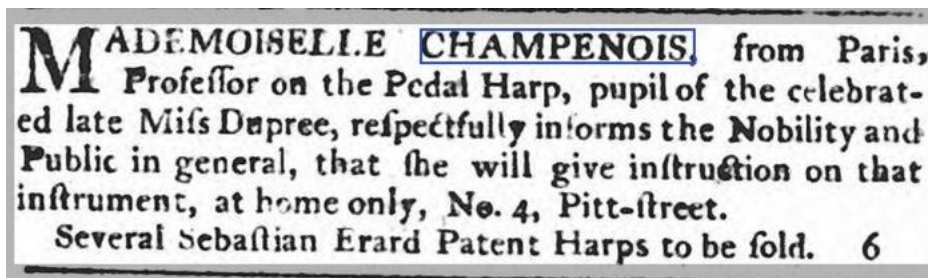 MADEMOISELLE CHAMPENOIS, from Paris,
Profeſſor on the Pedal Harp, pupil of the celebrat-
ed late Miſs Dupree, reſpectfully informs the Nobility and
Public in general, that ſhe will give inſtruction on that
inſtrument, at home only, No. 4, Pitt-ſtreet.
Several Sebaſtian Erard Patent Harps to be ſold. 6